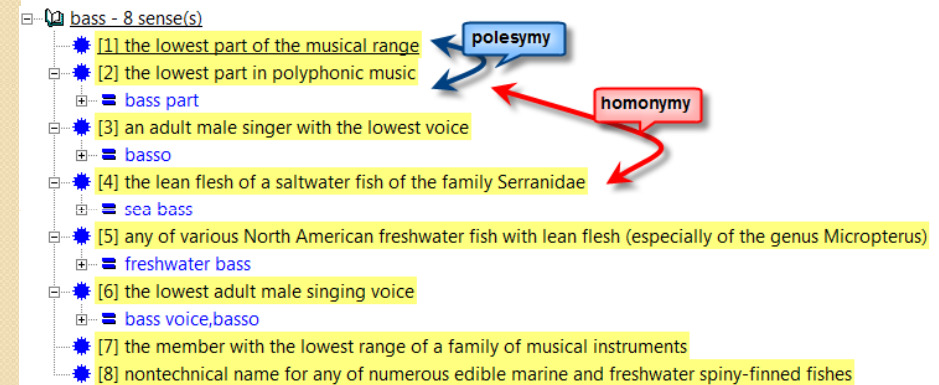 bass - 8 sense(s)
[1] the lowest part of the musical range
polesymy
[2] the lowest part in polyphonic music
bass part
homonymy
[3] an adult male singer with the lowest voice
basso
[4] the lean flesh of a saltwater fish of the family Serranidae
sea bass
[5] any of various North American freshwater fish with lean flesh (especially of the genus Micropterus)
freshwater bass
[6] the lowest adult male singing voice
bass voice,basso
[7] the member with the lowest range of a family of musical instruments
[8] nontechnical name for any of numerous edible marine and freshwater spiny-finned fishes